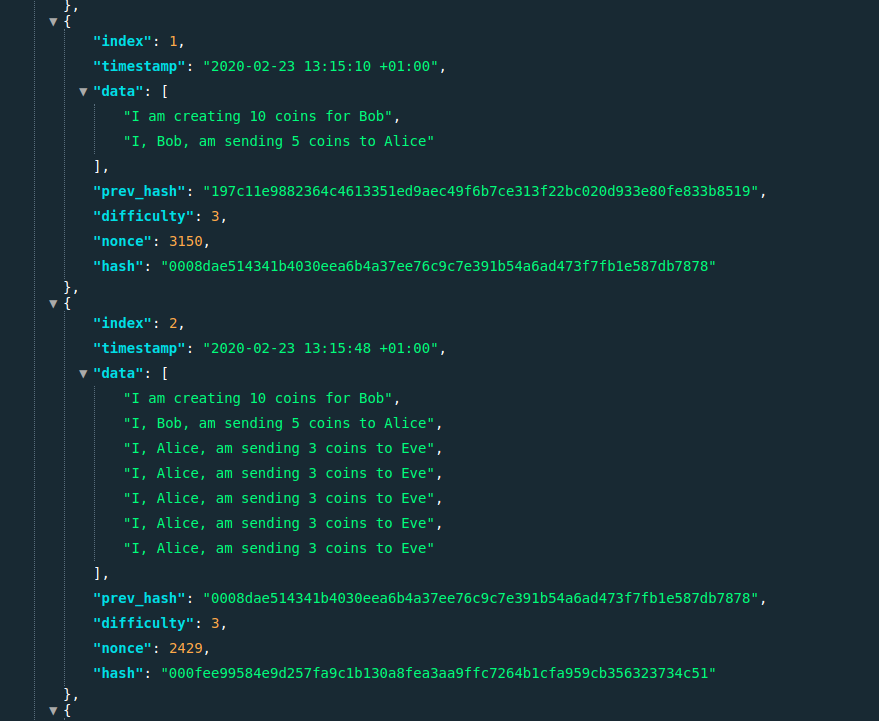 },
{
"index": 1,
"timestamp": "2020-02-23 13:15:10 +01:00",
"data": [
"I am creating 10 coins for Bob",
"I, Bob, am sending 5 coins to Alice"
],
"prev_hash": "197c11e9882364c4613351ed9aec49f6b7ce313f22bc020d933e80fe833b8519",
"difficulty": 3,
"nonce": 3150,
"hash": "0008dae514341b4030eea6b4a37ee76c9c7e391b54a6ad473f7fb1e587db7878"
},
{
"index": 2,
"timestamp": "2020-02-23 13:15:48 +01:00",
"data": [
"I am creating 10 coins for Bob",
"I, Bob, am sending 5 coins to Alice",
"I, Alice, am sending 3 coins to Eve",
"I, Alice, am sending 3 coins to Eve",
"I, Alice, am sending 3 coins to Eve",
"I, Alice, am sending 3 coins to Eve",
"I, Alice, am sending 3 coins to Eve"
],
"prev_hash": "0008dae514341b4030eea6b4a37ee76c9c7e391b54a6ad473f7fb1e587db7878",
"difficulty": 3,
"nonce": 2429,
"hash": "000fee99584e9d257fa9c1b130a8fea3aa9ffc7264b1cfa959cb356323734c51"
},
{